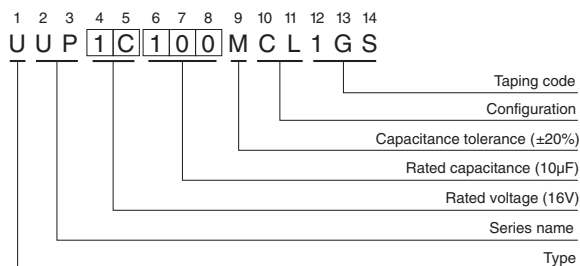 1 2 3 4 5 6 7 8 9 10 11 12 13 14
U U P 1 C 1 0 0 M C L 1 G S
Taping code
Configuration
Capacitance tolerance (±20%)
Rated capacitance (10µF)
Rated voltage (16V)
Series name
Type